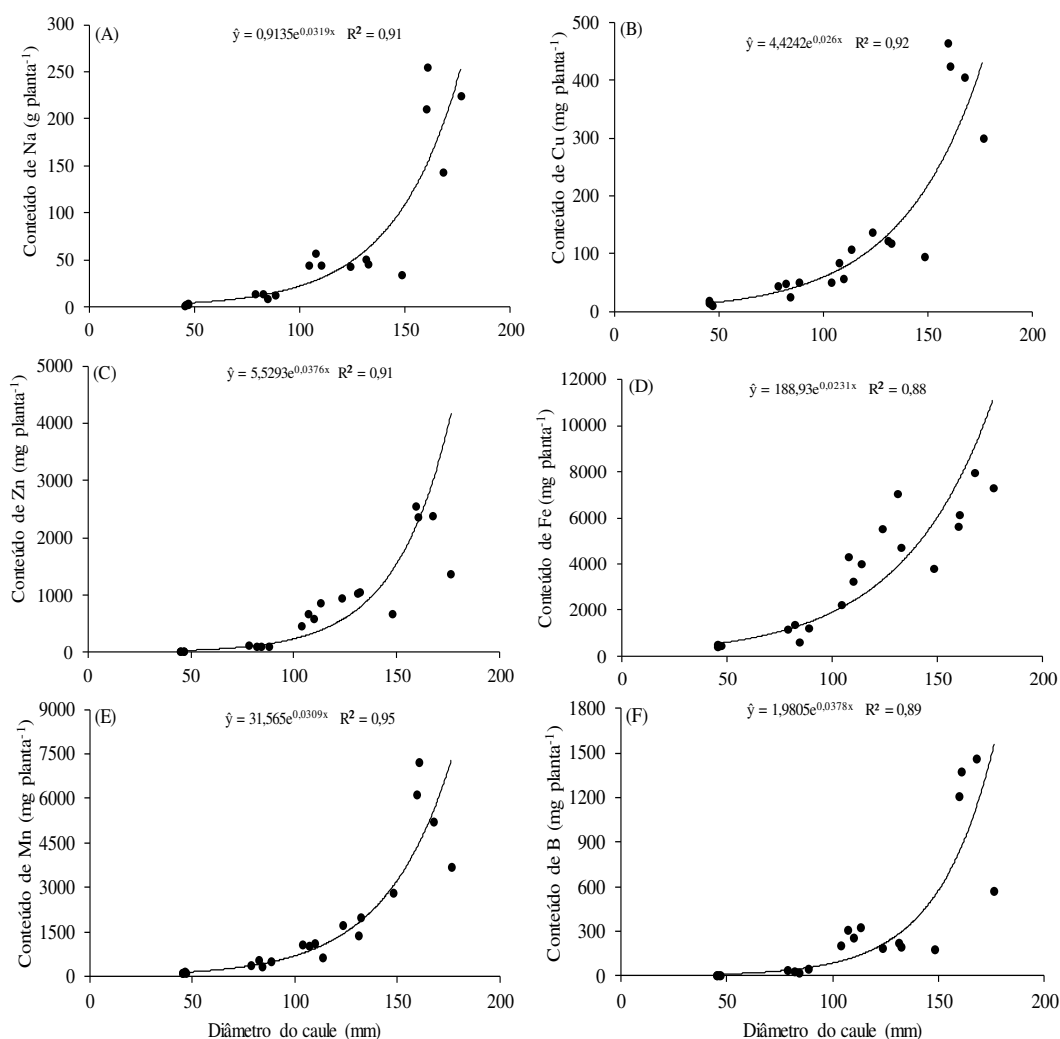 (A)
ŷ = 0,9135e^0,0319x R² = 0,91
Conteúdo de Na (g planta⁻¹)
300
250
200
150
100
50
0
0 50 100 150 200
(B)
ŷ = 4,4242e^0,026x R² = 0,92
Conteúdo de Cu (mg planta⁻¹)
500
400
300
200
100
0
0 50 100 150 200
(C)
ŷ = 5,5293e^0,0376x R² = 0,91
Conteúdo de Zn (mg planta⁻¹)
5000
4000
3000
2000
1000
0
0 50 100 150 200
(D)
ŷ = 188,93e^0,0231x R² = 0,88
Conteúdo de Fe (mg planta⁻¹)
12000
10000
8000
6000
4000
2000
0
0 50 100 150 200
(E)
ŷ = 31,565e^0,0309x R² = 0,95
Conteúdo de Mn (mg planta⁻¹)
9000
7500
6000
4500
3000
1500
0
0 50 100 150 200
Diâmetro do caule (mm)
(F)
ŷ = 1,9805e^0,0378x R² = 0,89
Conteúdo de B (mg planta⁻¹)
1800
1500
1200
900
600
300
0
0 50 100 150 200
Diâmetro do caule (mm)